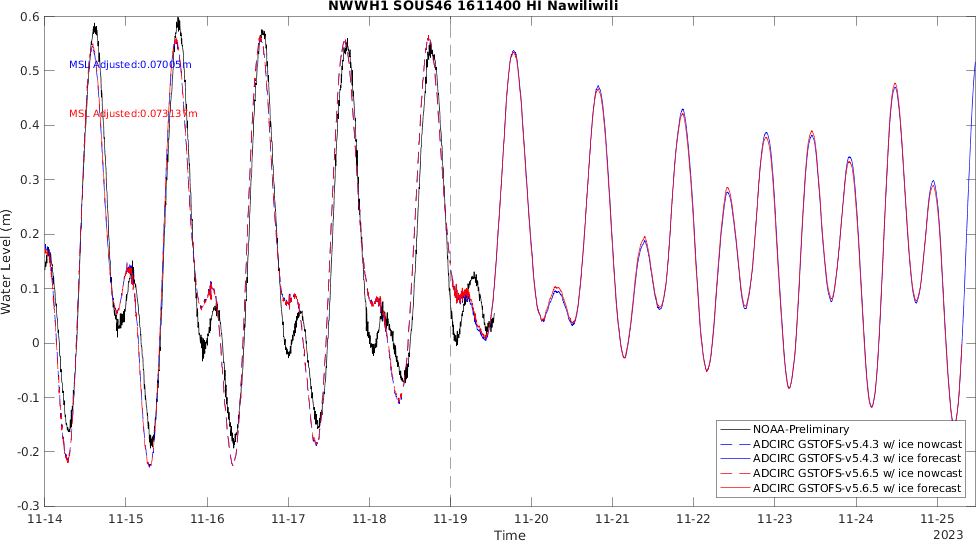 NWWH1 SOUS46 1611400 HI Nawiliwili
MSL Adjusted:0.07005m
MSL Adjusted:0.073137m
Water Level (m)
0.6
0.5
0.4
0.3
0.2
0.1
0
-0.1
-0.2
-0.3
NOAA-Preliminary
ADCIRC GSTOFS-v5.4.3 w/ ice nowcast
ADCIRC GSTOFS-v5.4.3 w/ ice forecast
ADCIRC GSTOFS-v5.6.5 w/ ice nowcast
ADCIRC GSTOFS-v5.6.5 w/ ice forecast
11-14 11-15 11-16 11-17 11-18 11-19 11-20 11-21 11-22 11-23 11-24 11-25
Time
2023